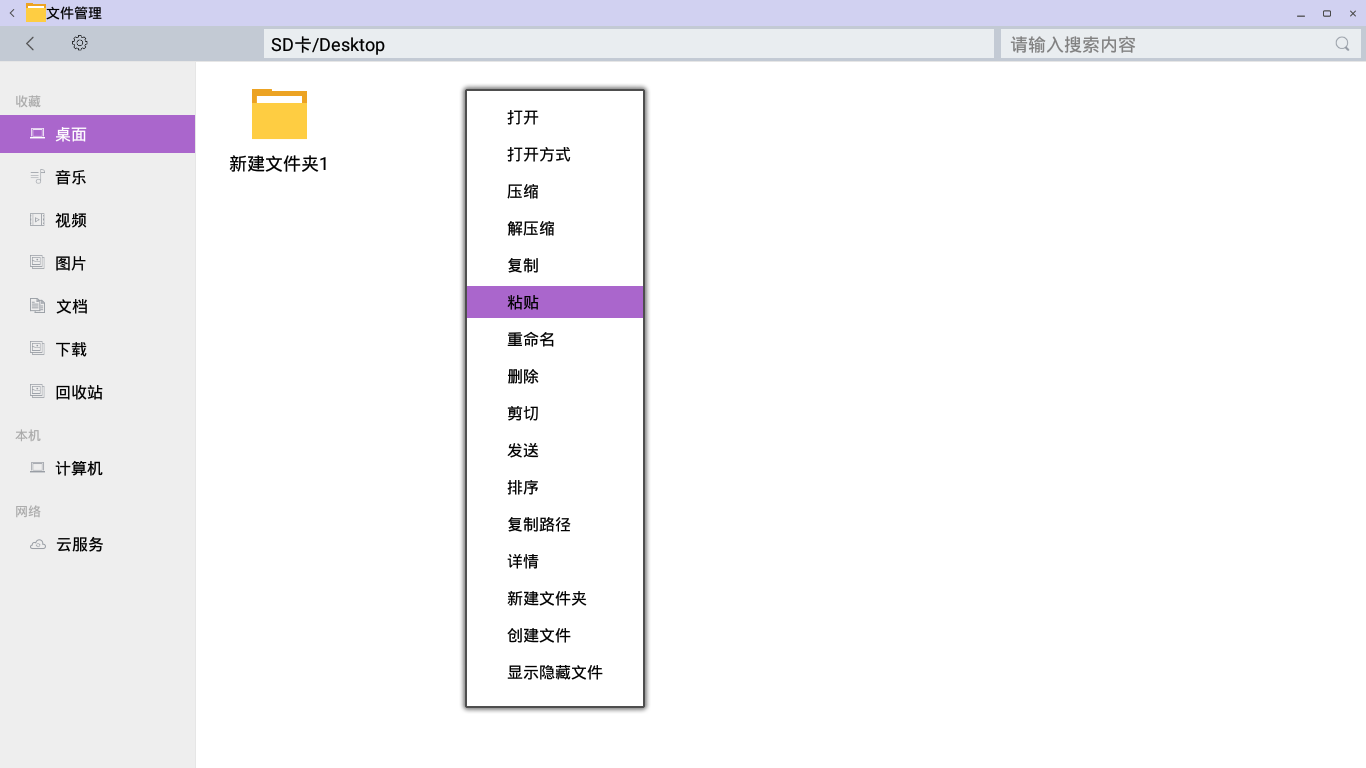 文件管理
SD卡/Desktop
请输入搜索内容
收藏
桌面
音乐
视频
图片
文档
下载
回收站
本机
计算机
网络
云服务
新建文件夹1
打开
打开方式
压缩
解压缩
复制
粘贴
重命名
删除
剪切
发送
排序
复制路径
详情
新建文件夹
创建文件
显示隐藏文件